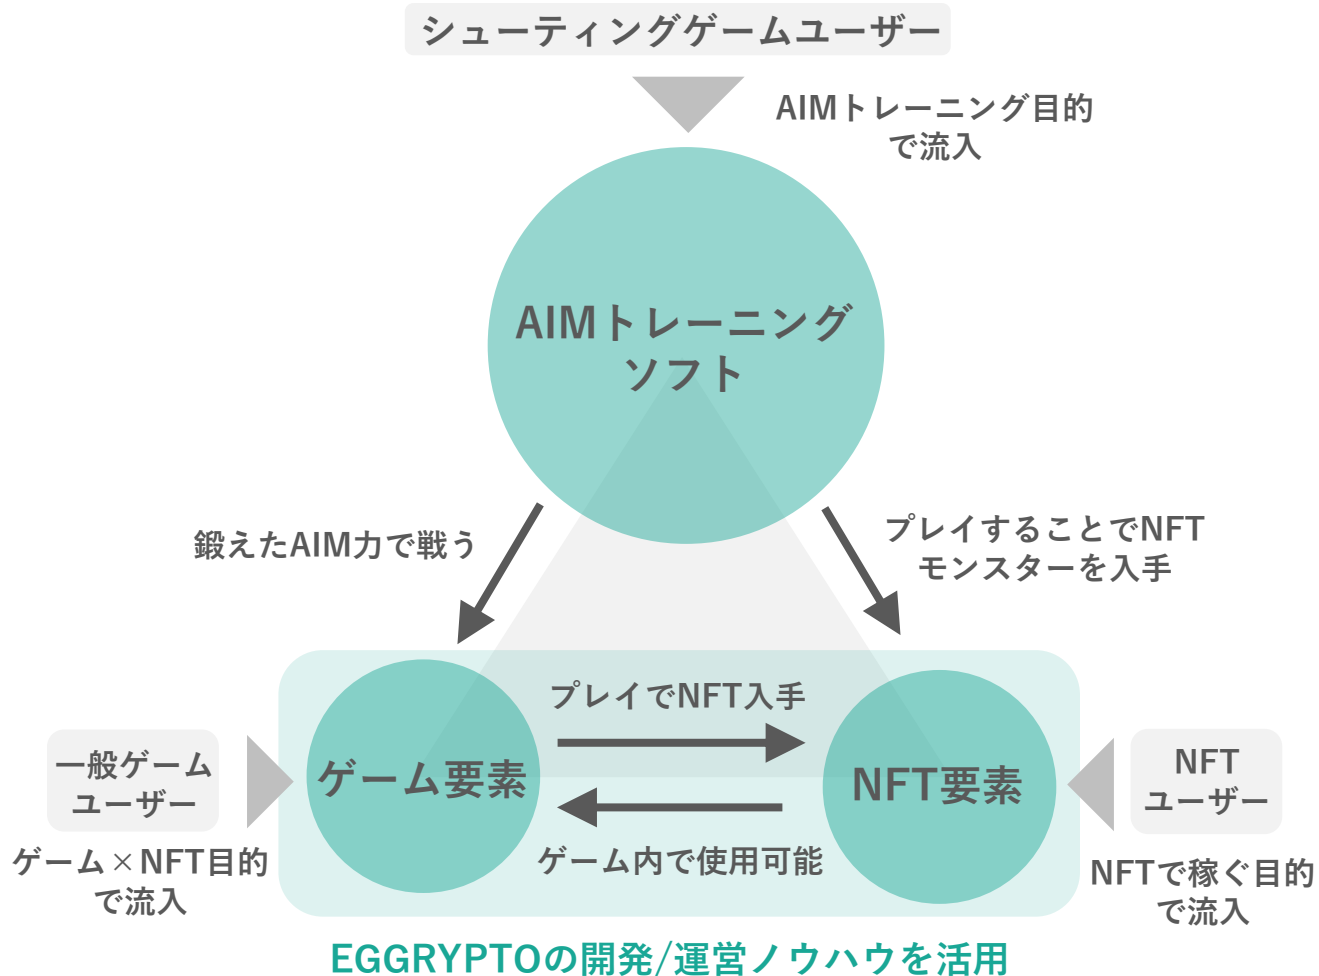 シューティングゲームユーザー
AIMトレーニング目的
で流入
AIMトレーニング
ソフト
鍛えたAIM力で戦う
プレイすることでNFT
モンスターを入手
プレイでNFT入手
一般ゲーム
ユーザー
ゲーム要素
NFT要素
NFT
ユーザー
ゲーム×NFT目的
で流入
ゲーム内で使用可能
NFTで稼ぐ目的
で流入
EGGRYPTOの開発/運営ノウハウを活用